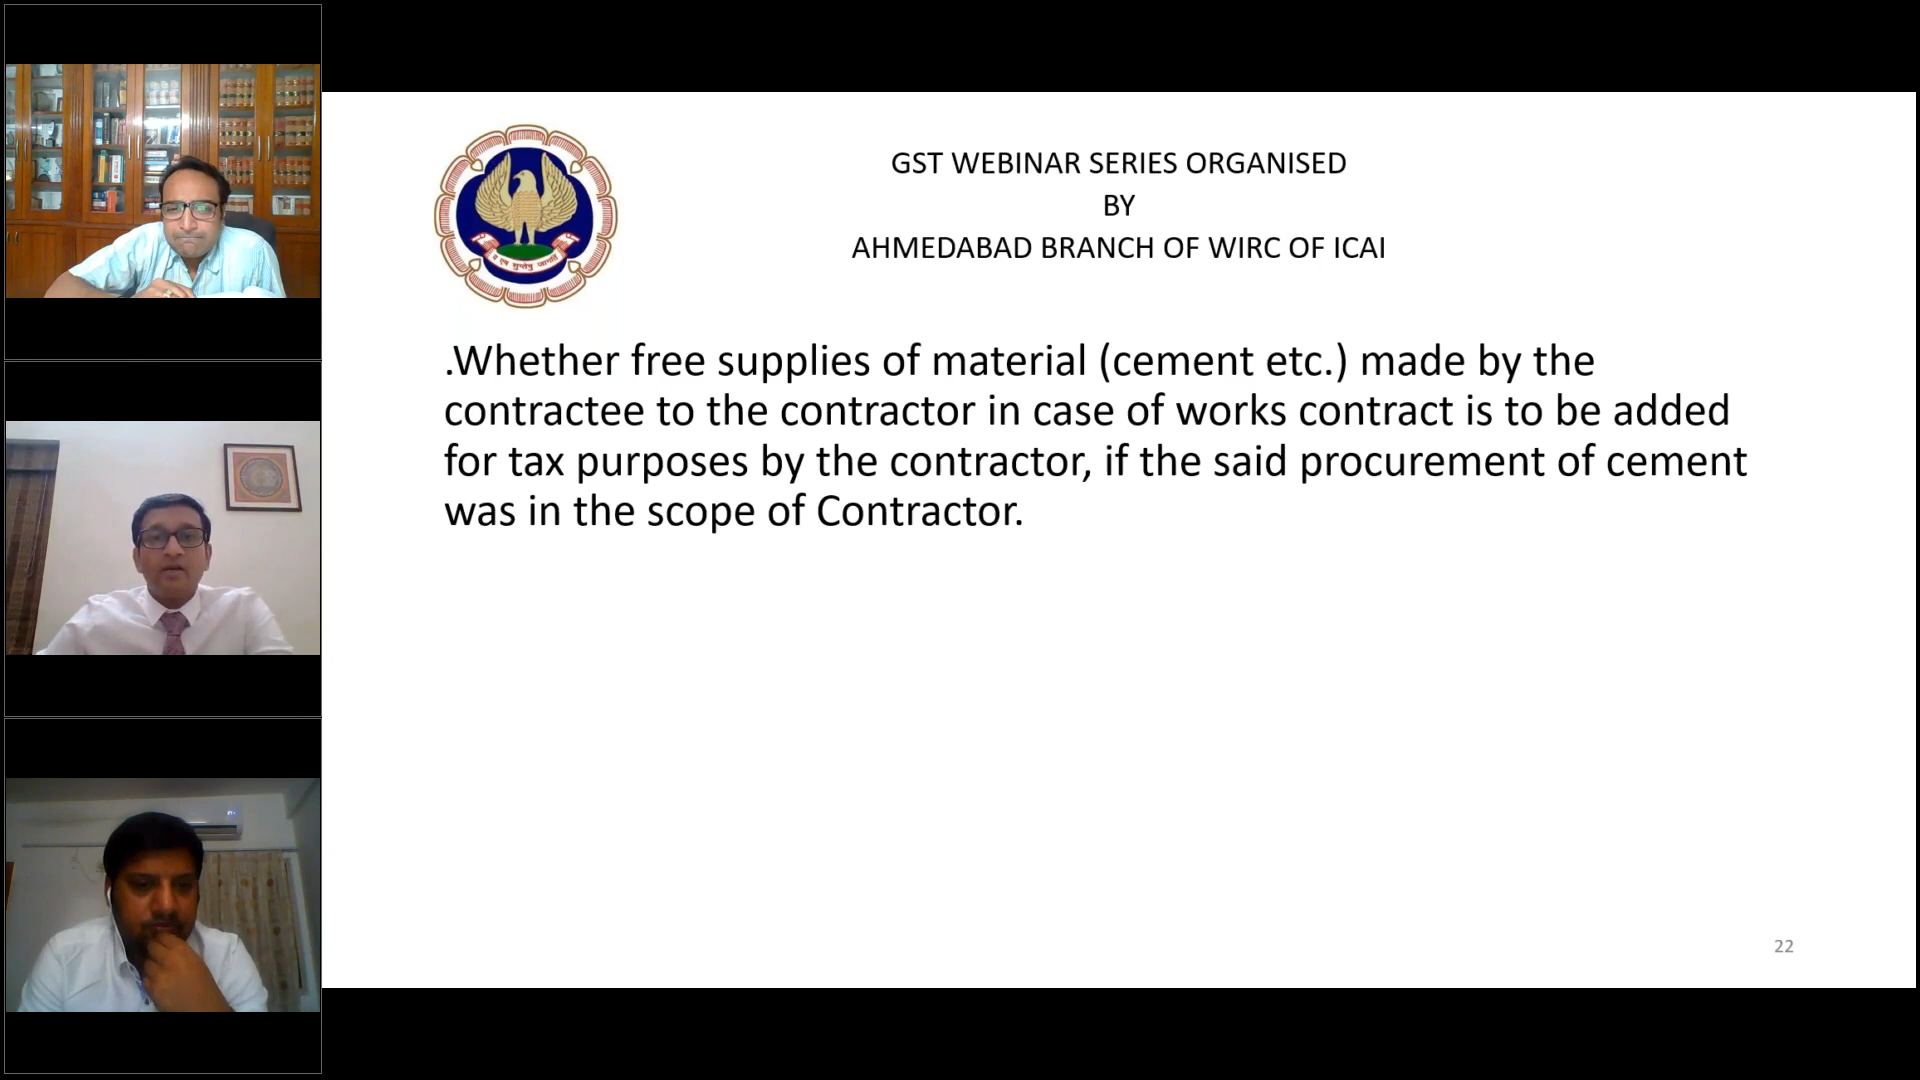 GST WEBINAR SERIES ORGANISED
BY
AHMEDABAD BRANCH OF WIRC OF ICAI
य एष सुप्तेषु जागर्ति
.Whether free supplies of material (cement etc.) made by the
contractee to the contractor in case of works contract is to be added
for tax purposes by the contractor, if the said procurement of cement
was in the scope of Contractor.
22